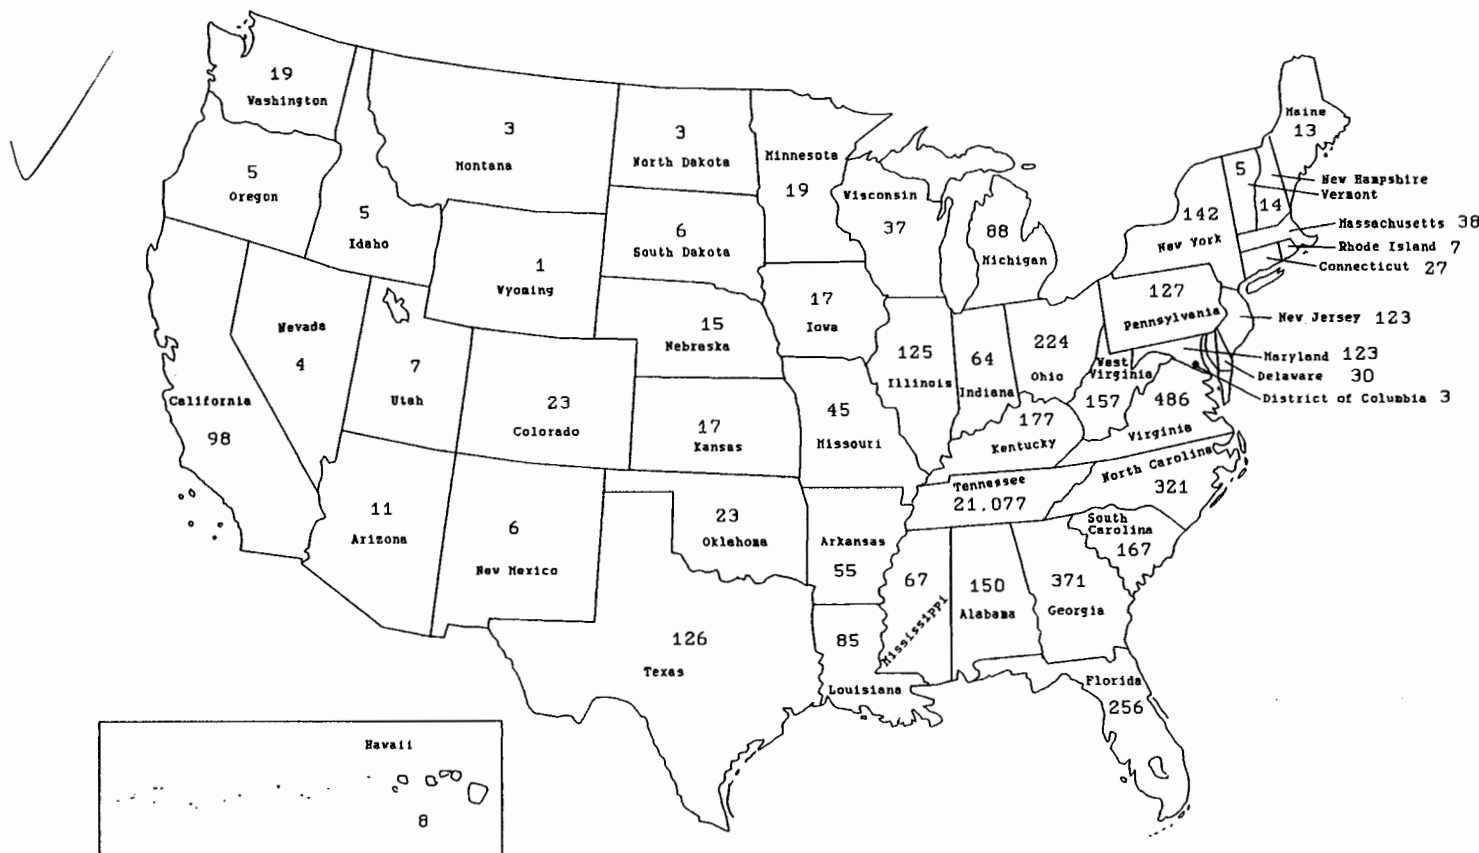 19
Washington
3
Montana
3
North Dakota
Minnesota
19
Maine
13
5
Oregon
5
Idaho
6
South Dakota
Wisconsin
37
88
Michigan
142
New York
5
New Hampshire
Vermont
14
Massachusetts 38
Rhode Island 7
Connecticut 27
1
Wyoming
17
Iowa
127
Pennsylvania
New Jersey 123
Nevada
4
15
Nebraska
125
Illinois
64
Indiana
224
Ohio
West
Virginia
157
Maryland 123
Delaware 30
District of Columbia 3
7
Utah
California
98
23
Colorado
17
Kansas
45
Missouri
177
Kentucky
486
Virginia
11
Arizona
6
New Mexico
23
Oklahoma
Arkansas
55
Tennessee
21,077
North Carolina
321
South
Carolina
167
67
Mississippi
150
Alabama
371
Georgia
126
Texas
85
Louisiana
Florida
256
Hawaii
8